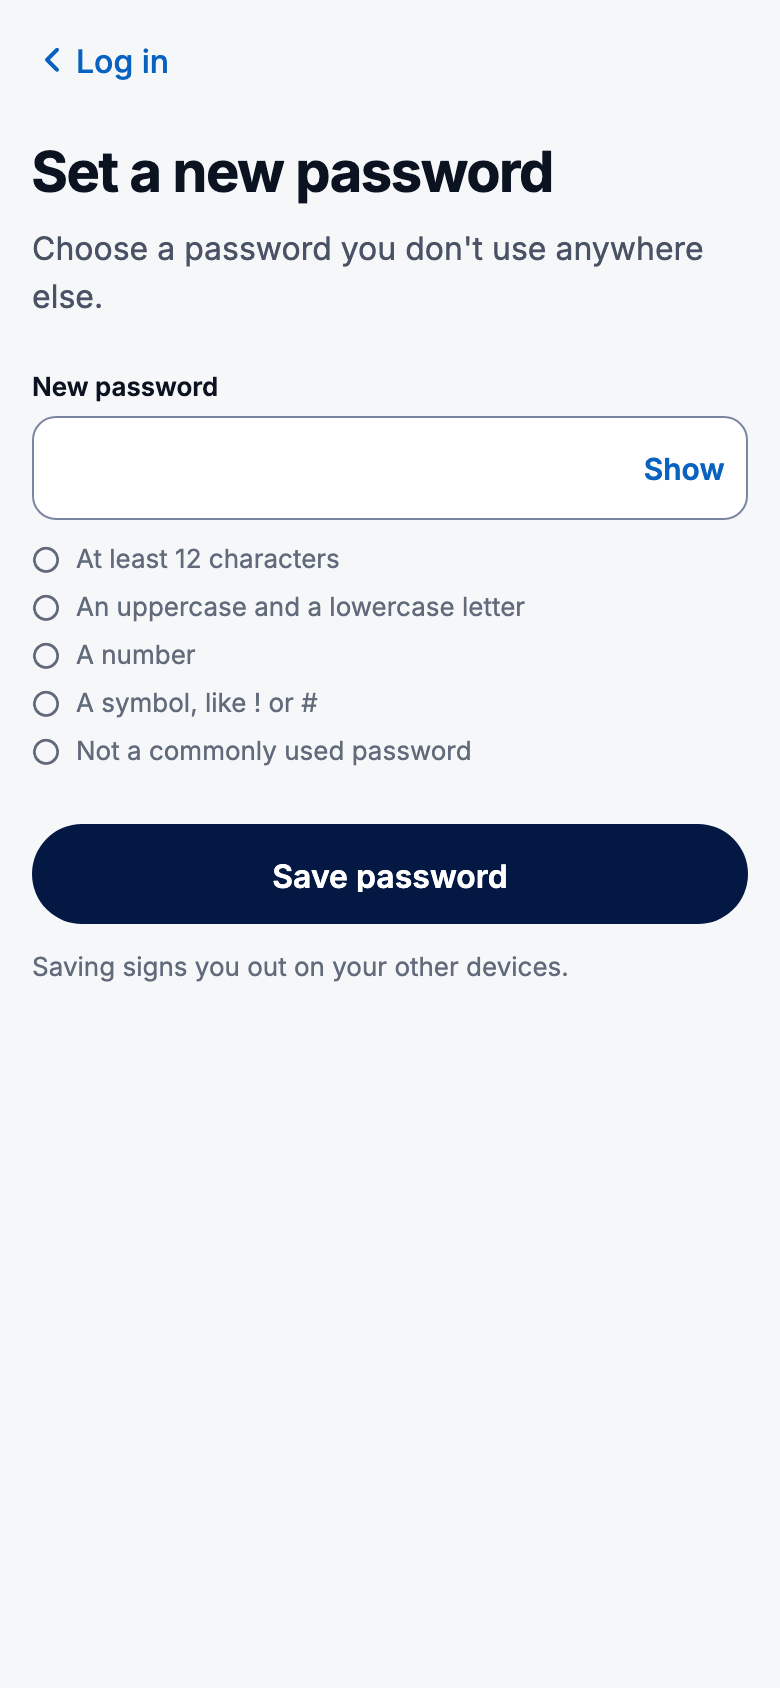 Log in
Set a new password
Choose a password you don't use anywhere
else.
New password
Show
At least 12 characters
An uppercase and a lowercase letter
A number
A symbol, like ! or #
Not a commonly used password
Save password
Saving signs you out on your other devices.